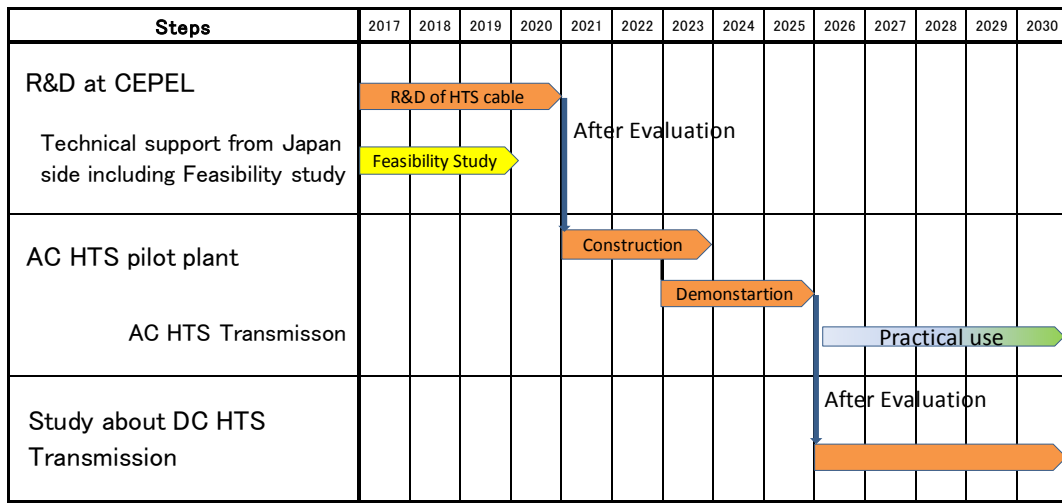 Steps 2017 2018 2019 2020 2021 2022 2023 2024 2025 2026 2027 2028 2029 2030
R&D at CEPEL
R&D of HTS cable
After Evaluation
Technical support from Japan
side including Feasibility study
Feasibility Study
AC HTS pilot plant
Construction
Demonstartion
AC HTS Transmisson
Practical use
After Evaluation
Study about DC HTS
Transmission